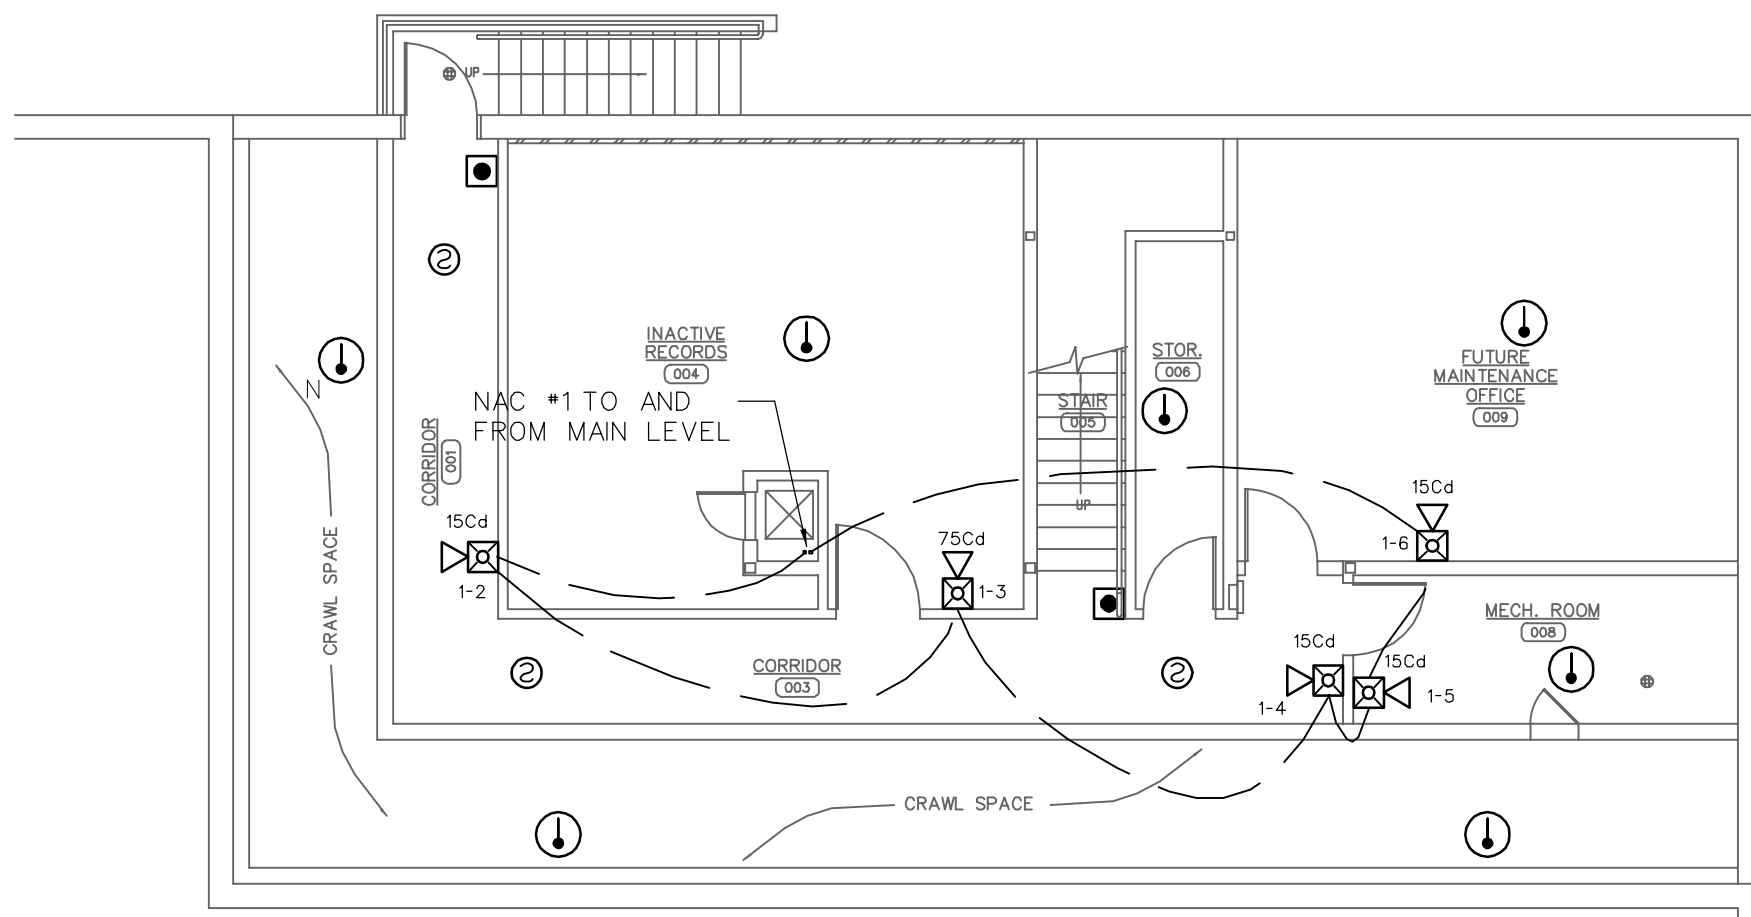 UP
INACTIVE
RECORDS
004
NAC #1 TO AND
FROM MAIN LEVEL
N
CORRIDOR
001
STOR.
006
STAIR
005
UP
FUTURE
MAINTENANCE
OFFICE
009
15Cd
1-6
15Cd
1-2
75Cd
1-3
CRAWL SPACE
MECH. ROOM
008
CORRIDOR
003
15Cd
1-4
15Cd
1-5
CRAWL SPACE
S
S
S